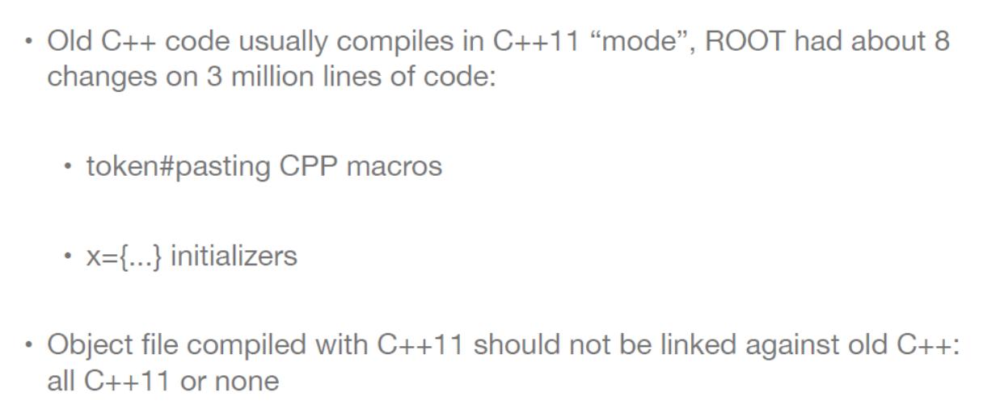 • Old C++ code usually compiles in C++11 “mode”, ROOT had about 8
changes on 3 million lines of code:
• token#pasting CPP macros
• x={...} initializers
• Object file compiled with C++11 should not be linked against old C++:
all C++11 or none